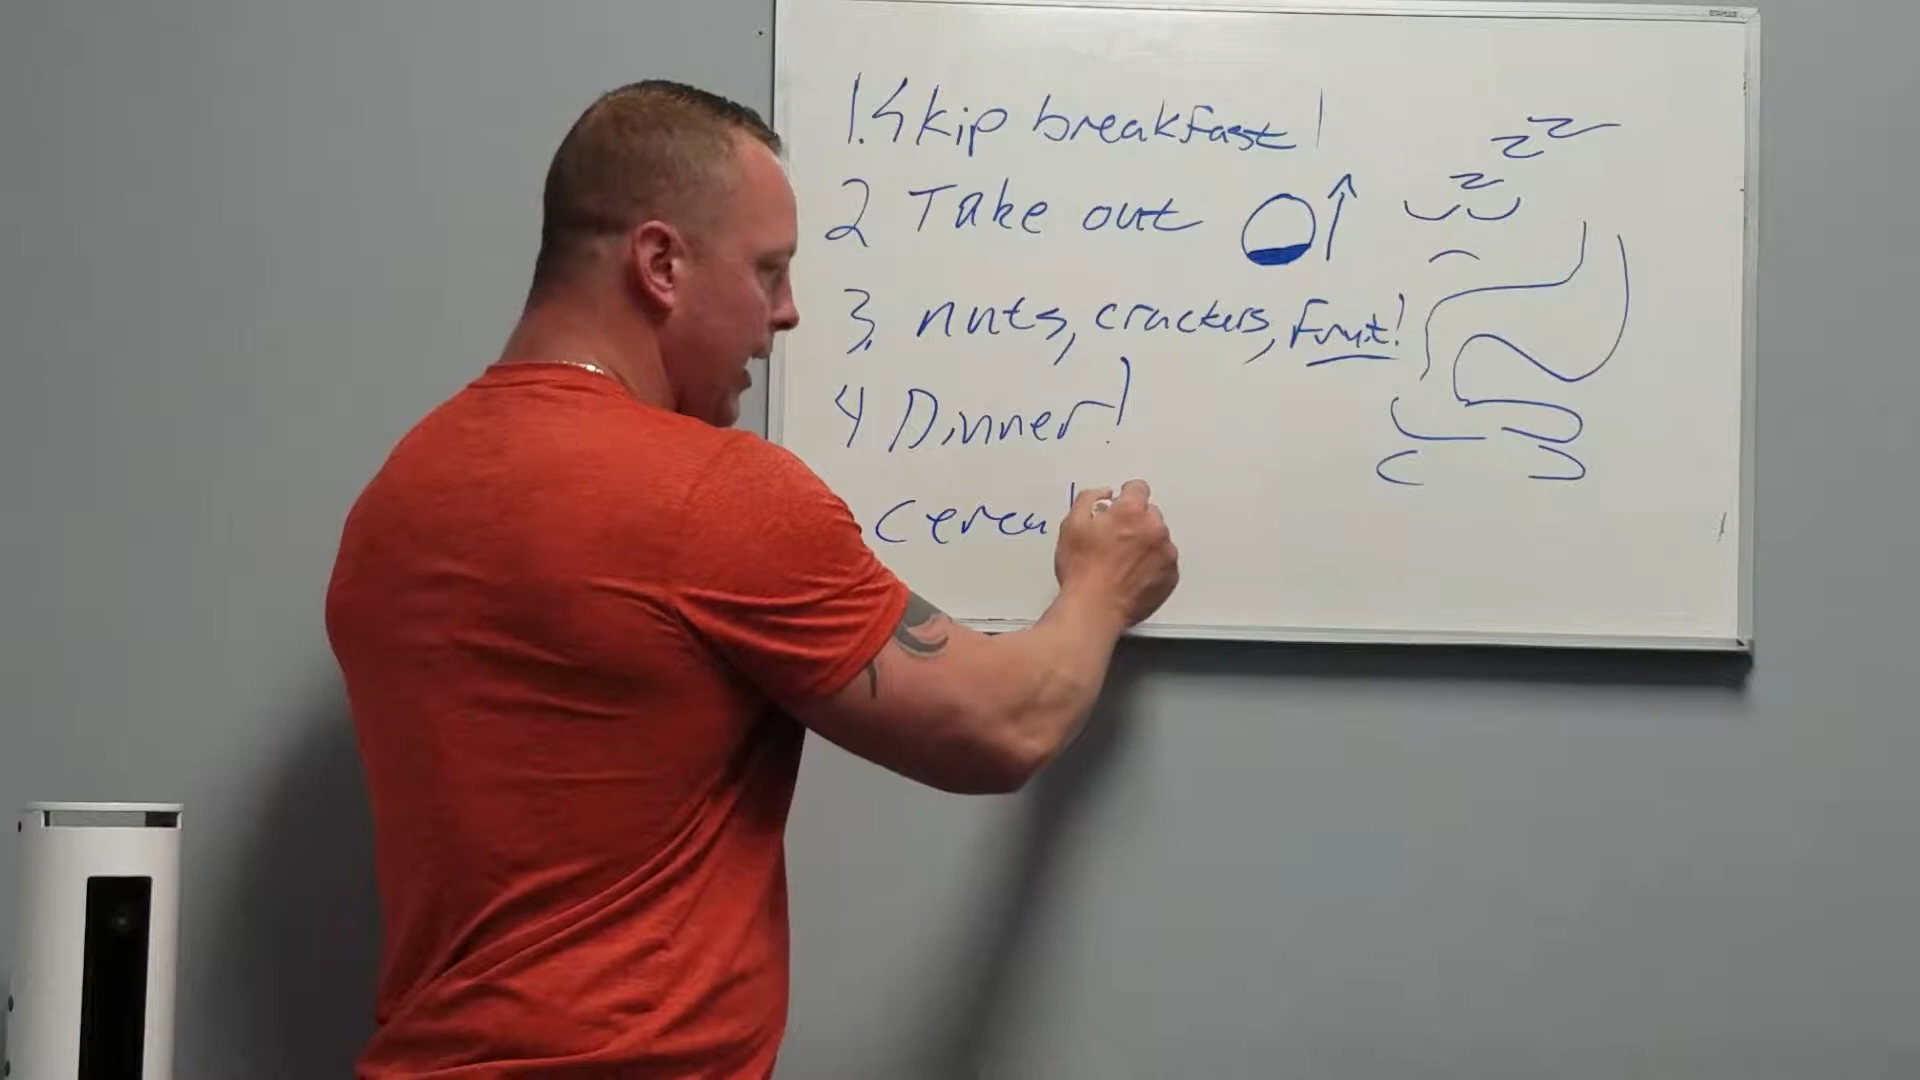 1. Skip breakfast!
2 Take out
z z z
3. nuts, crackers, Fruit!
4 Dinner!
cereal